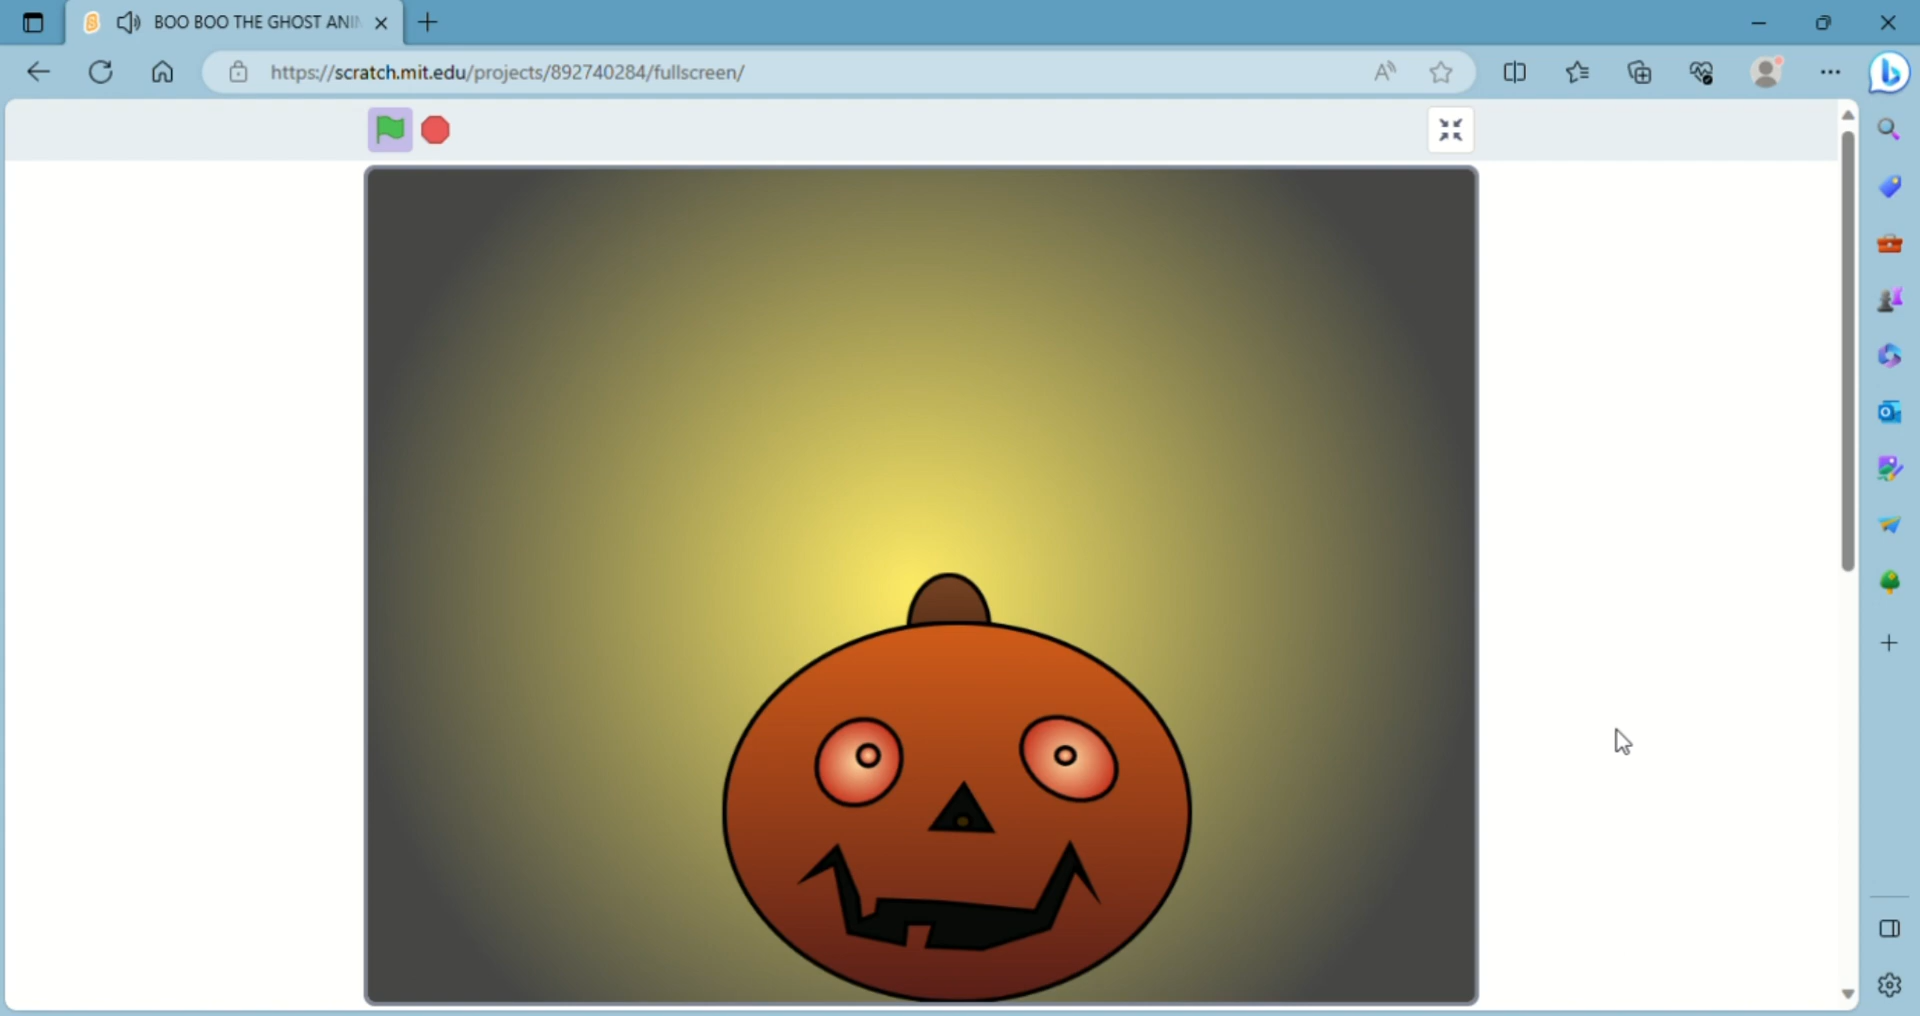 BOO BOO THE GHOST ANI
https://scratch.mit.edu/projects/892740284/fullscreen/